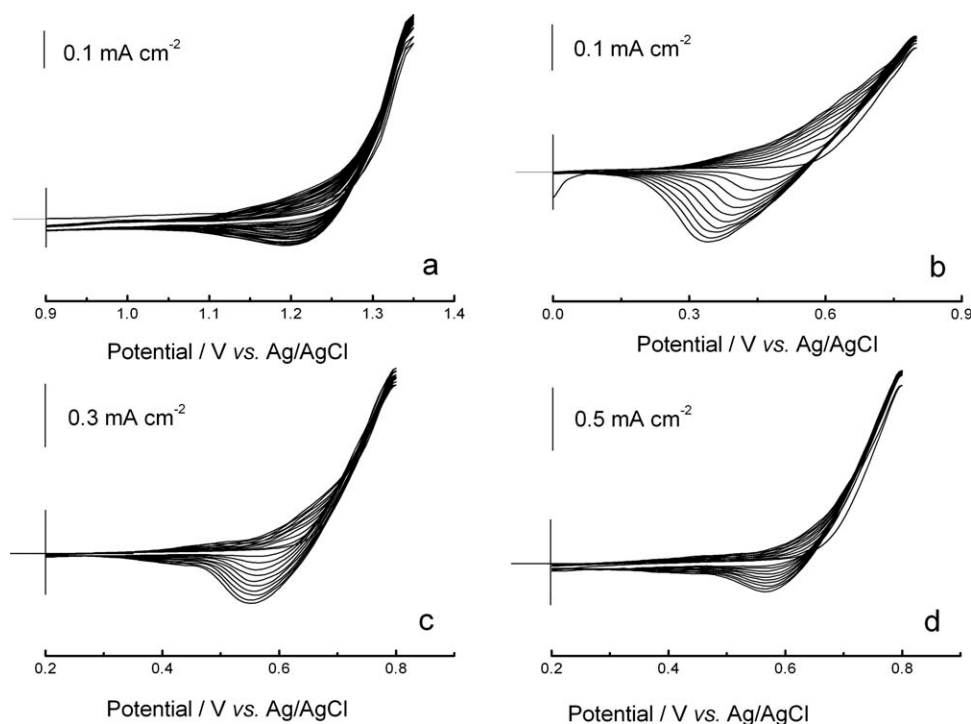 0.1 mA cm⁻²
a
0.9 1.0 1.1 1.2 1.3 1.4
Potential / V vs. Ag/AgCl
0.1 mA cm⁻²
b
0.0 0.3 0.6 0.9
Potential / V vs. Ag/AgCl
0.3 mA cm⁻²
c
0.2 0.4 0.6 0.8
Potential / V vs. Ag/AgCl
0.5 mA cm⁻²
d
0.2 0.4 0.6 0.8
Potential / V vs. Ag/AgCl